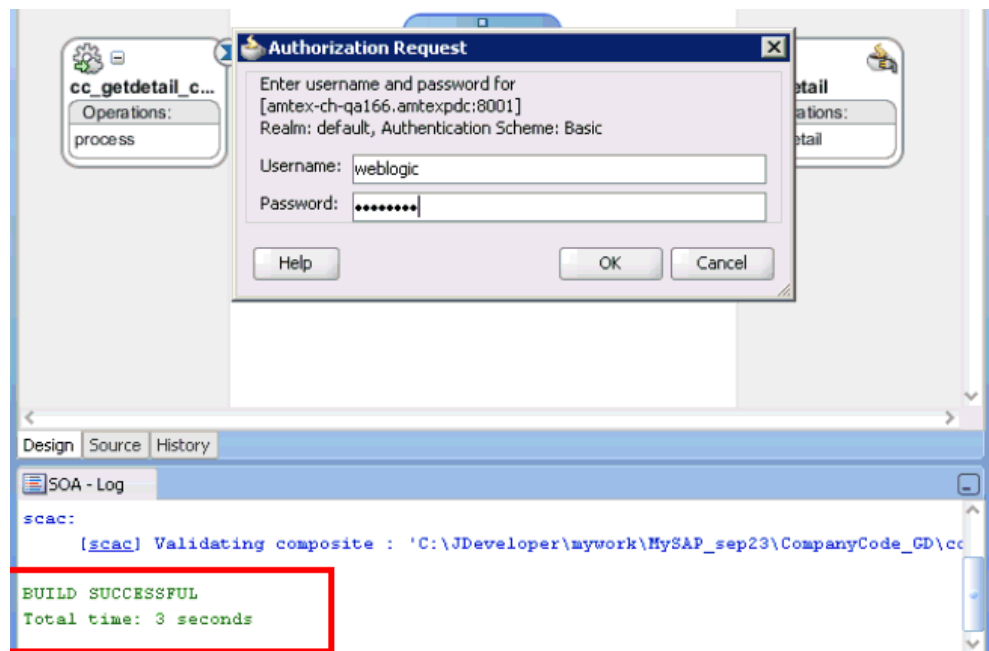 Authorization Request
cc_getdetail_c...
Operations:
process
Enter username and password for
[amtex-ch-qa166.amtexpdc:8001]
Realm: default, Authentication Scheme: Basic
Username: weblogic
Password: ••••••••
Help OK Cancel
etail
ations:
etail
Design Source History
SOA - Log
scac:
[scac] Validating composite : 'C:\JDeveloper\mywork\MySAP_sep23\CompanyCode_GD\cc
BUILD SUCCESSFUL
Total time: 3 seconds